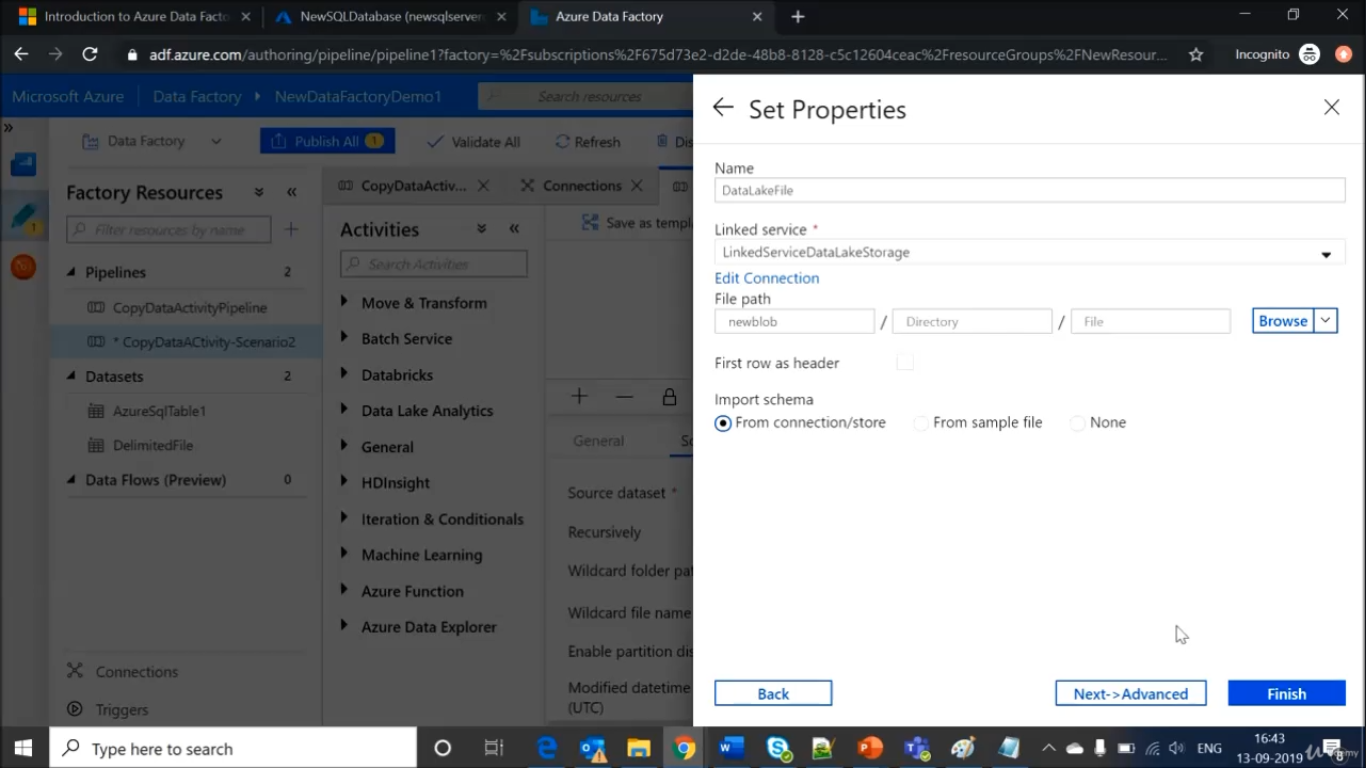 Introduction to Azure Data Facto
NewSQLDatabase (newsqlserver
Azure Data Factory
adf.azure.com/authoring/pipeline/pipeline1?factory=%2Fsubscriptions%2F675d73e2-d2de-48b8-8128-c5c12604ceac%2FresourceGroups%2FNewResour...
Incognito
Microsoft Azure
Data Factory
NewDataFactoryDemo1
Search resources
Data Factory
Publish All 1
Validate All
Refresh
Dis
Factory Resources
Filter resources by name
Pipelines 2
CopyDataActivityPipeline
* CopyDataACtivity-Scenario2
Datasets 2
AzureSqlTable1
DelimitedFile
Data Flows (Preview) 0
Connections
Triggers
1
CopyDataActiv...
Connections
Activities
Search Activities
Move & Transform
Batch Service
Databricks
Data Lake Analytics
General
HDInsight
Iteration & Conditionals
Machine Learning
Azure Function
Azure Data Explorer
Save as templ
General
So
Source dataset *
Recursively
Wildcard folder pat
Wildcard file name
Enable partition dis
Modified datetime
(UTC)
Set Properties
Name
DataLakeFile
Linked service *
LinkedServiceDataLakeStorage
Edit Connection
File path
newblob / Directory / File Browse
First row as header
Import schema
From connection/store From sample file None
Back Next->Advanced Finish
Type here to search
ENG
16:43
13-09-2019
8